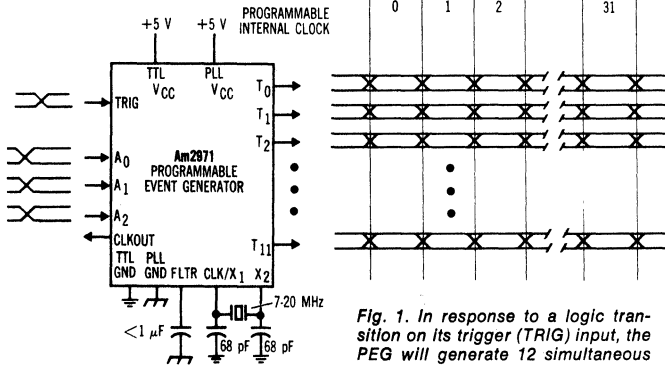 PROGRAMMABLE
INTERNAL CLOCK
0 1 2 31
+5 V +5 V
TTL VCC
PLL VCC
TRIG
A0
A1
A2
CLKOUT
Am2971
PROGRAMMABLE
EVENT GENERATOR
T0
T1
T2
T11
TTL GND
PLL GND
FLTR
CLK/X1
X2
7-20 MHz
<1 µF
68 pF
68 pF
Fig. 1. In response to a logic tran-
sition on its trigger (TRIG) input, the
PEG will generate 12 simultaneous